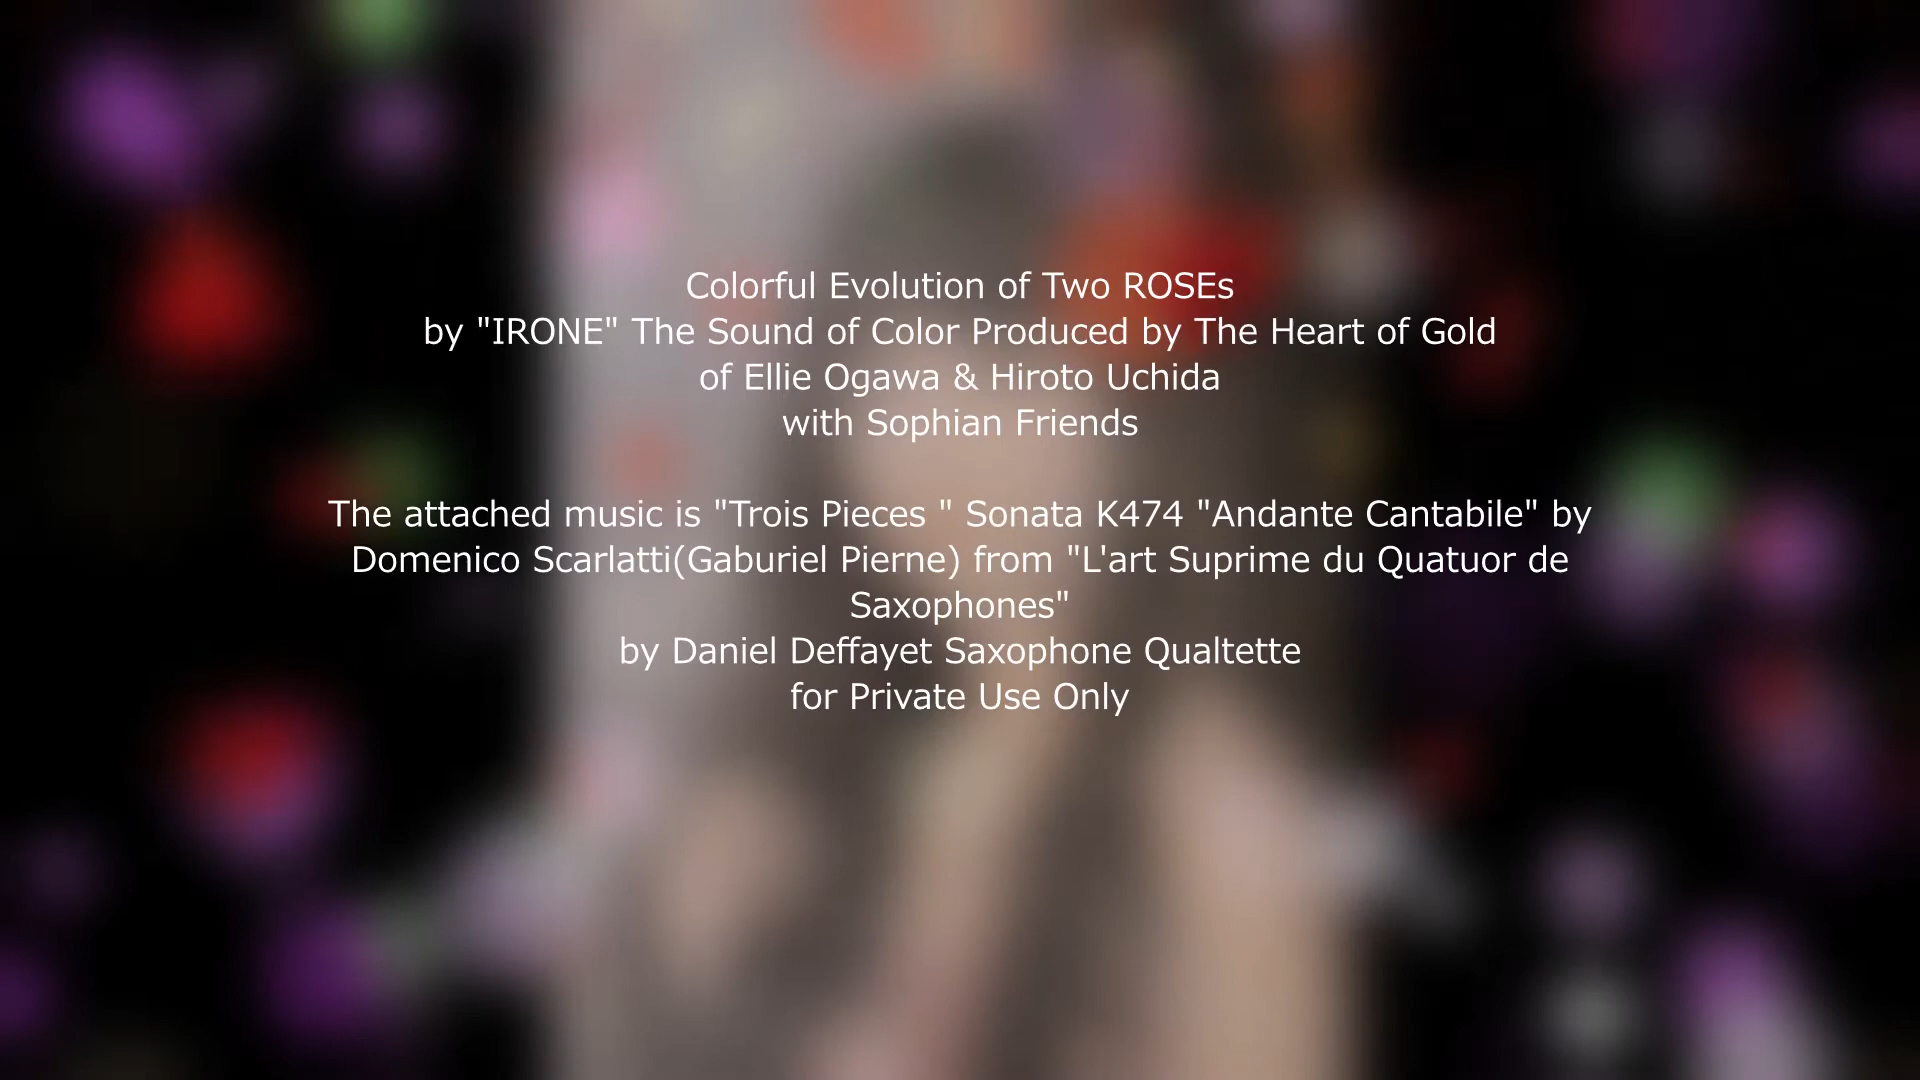 Colorful Evolution of Two ROSEs
by "IRONE" The Sound of Color Produced by The Heart of Gold
of Ellie Ogawa & Hiroto Uchida
with Sophian Friends
The attached music is "Trois Pieces " Sonata K474 "Andante Cantabile" by
Domenico Scarlatti(Gaburiel Pierne) from "L'art Suprime du Quatuor de
Saxophones"
by Daniel Deffayet Saxophone Qualtette
for Private Use Only